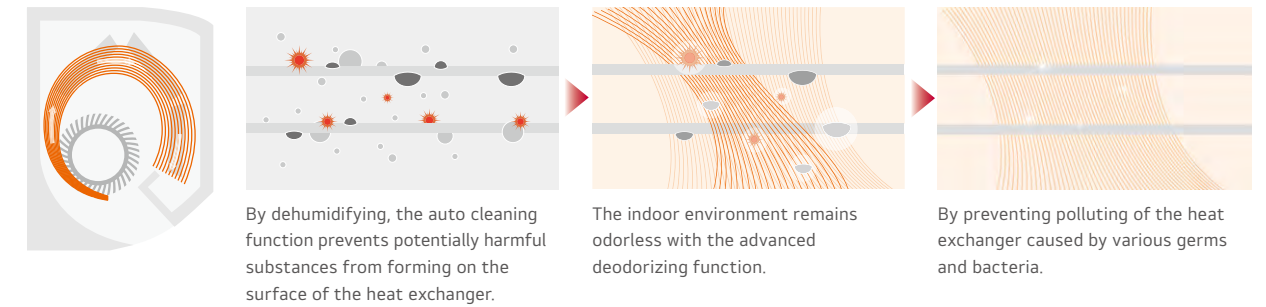 By dehumidifying, the auto cleaning
function prevents potentially harmful
substances from forming on the
surface of the heat exchanger.
The indoor environment remains
odorless with the advanced
deodorizing function.
By preventing polluting of the heat
exchanger caused by various germs
and bacteria.